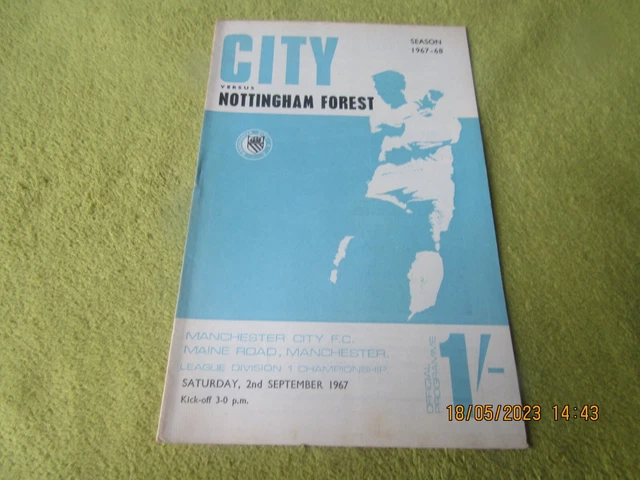 CITY
SEASON
1967-68
VERSUS
NOTTINGHAM FOREST
MANCHESTER CITY F.C.
MAINE ROAD, MANCHESTER.
LEAGUE DIVISION 1 CHAMPIONSHIP
SATURDAY, 2nd SEPTEMBER 1967
Kick-off 3-0 p.m.
OFFICIAL
PROGRAMME
1/-
18/05/2023 14:43